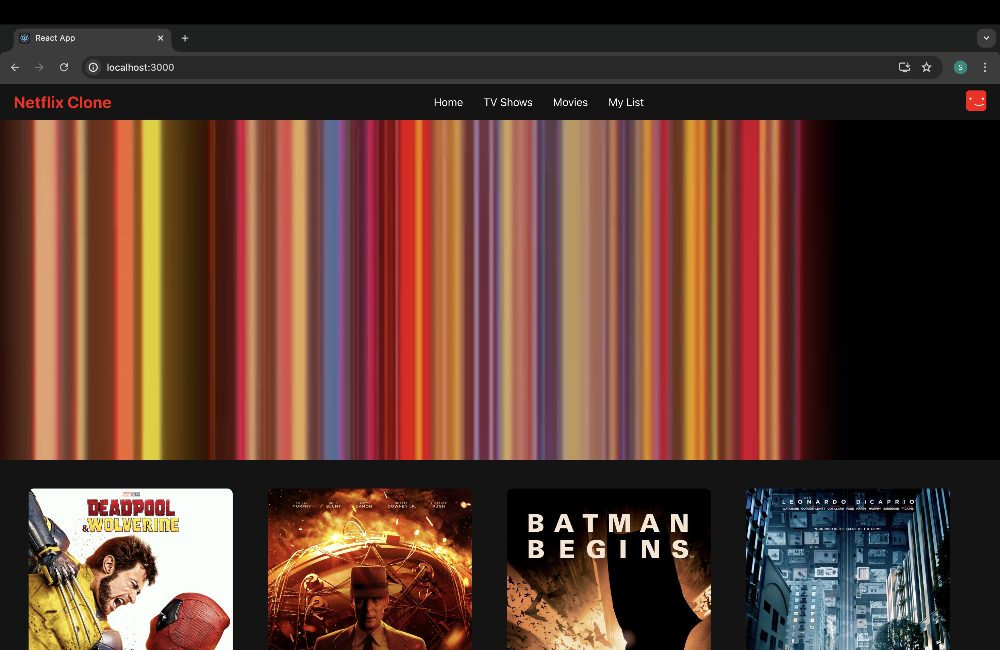 React App
localhost:3000
S
Netflix Clone
Home TV Shows Movies My List
MARVEL STUDIOS
DEADPOOL
& WOLVERINE
CILLIAN MURPHY EMILY BLUNT MATT DAMON ROBERT DOWNEY JR. FLORENCE PUGH
BATMAN
BEGINS™
LEONARDO DICAPRIO
WATANABE GORDON-LEVITT COTILLARD PAGE HARDY MURPHY BERENGER AND CAINE
YOUR MIND IS THE SCENE OF THE CRIME.